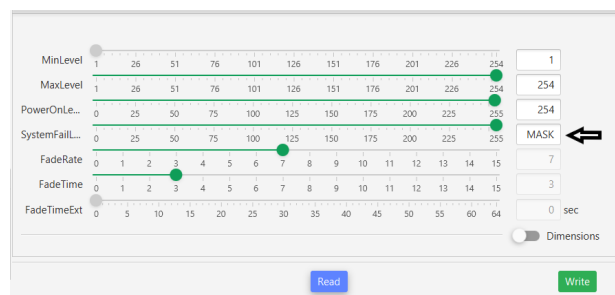 MinLevel 1 26 51 76 101 126 151 176 201 226 254 1
MaxLevel 1 26 51 76 101 126 151 176 201 226 254 254
PowerOnLe... 0 25 50 75 100 125 150 175 200 225 255 254
SystemFailL... 0 25 50 75 100 125 150 175 200 225 255 MASK
FadeRate 0 1 2 3 4 5 6 7 8 9 10 11 12 13 14 15 7
FadeTime 0 1 2 3 4 5 6 7 8 9 10 11 12 13 14 15 3
FadeTimeExt 0 5 10 15 20 25 30 35 40 45 50 55 60 64 0 sec
Dimensions
Read Write